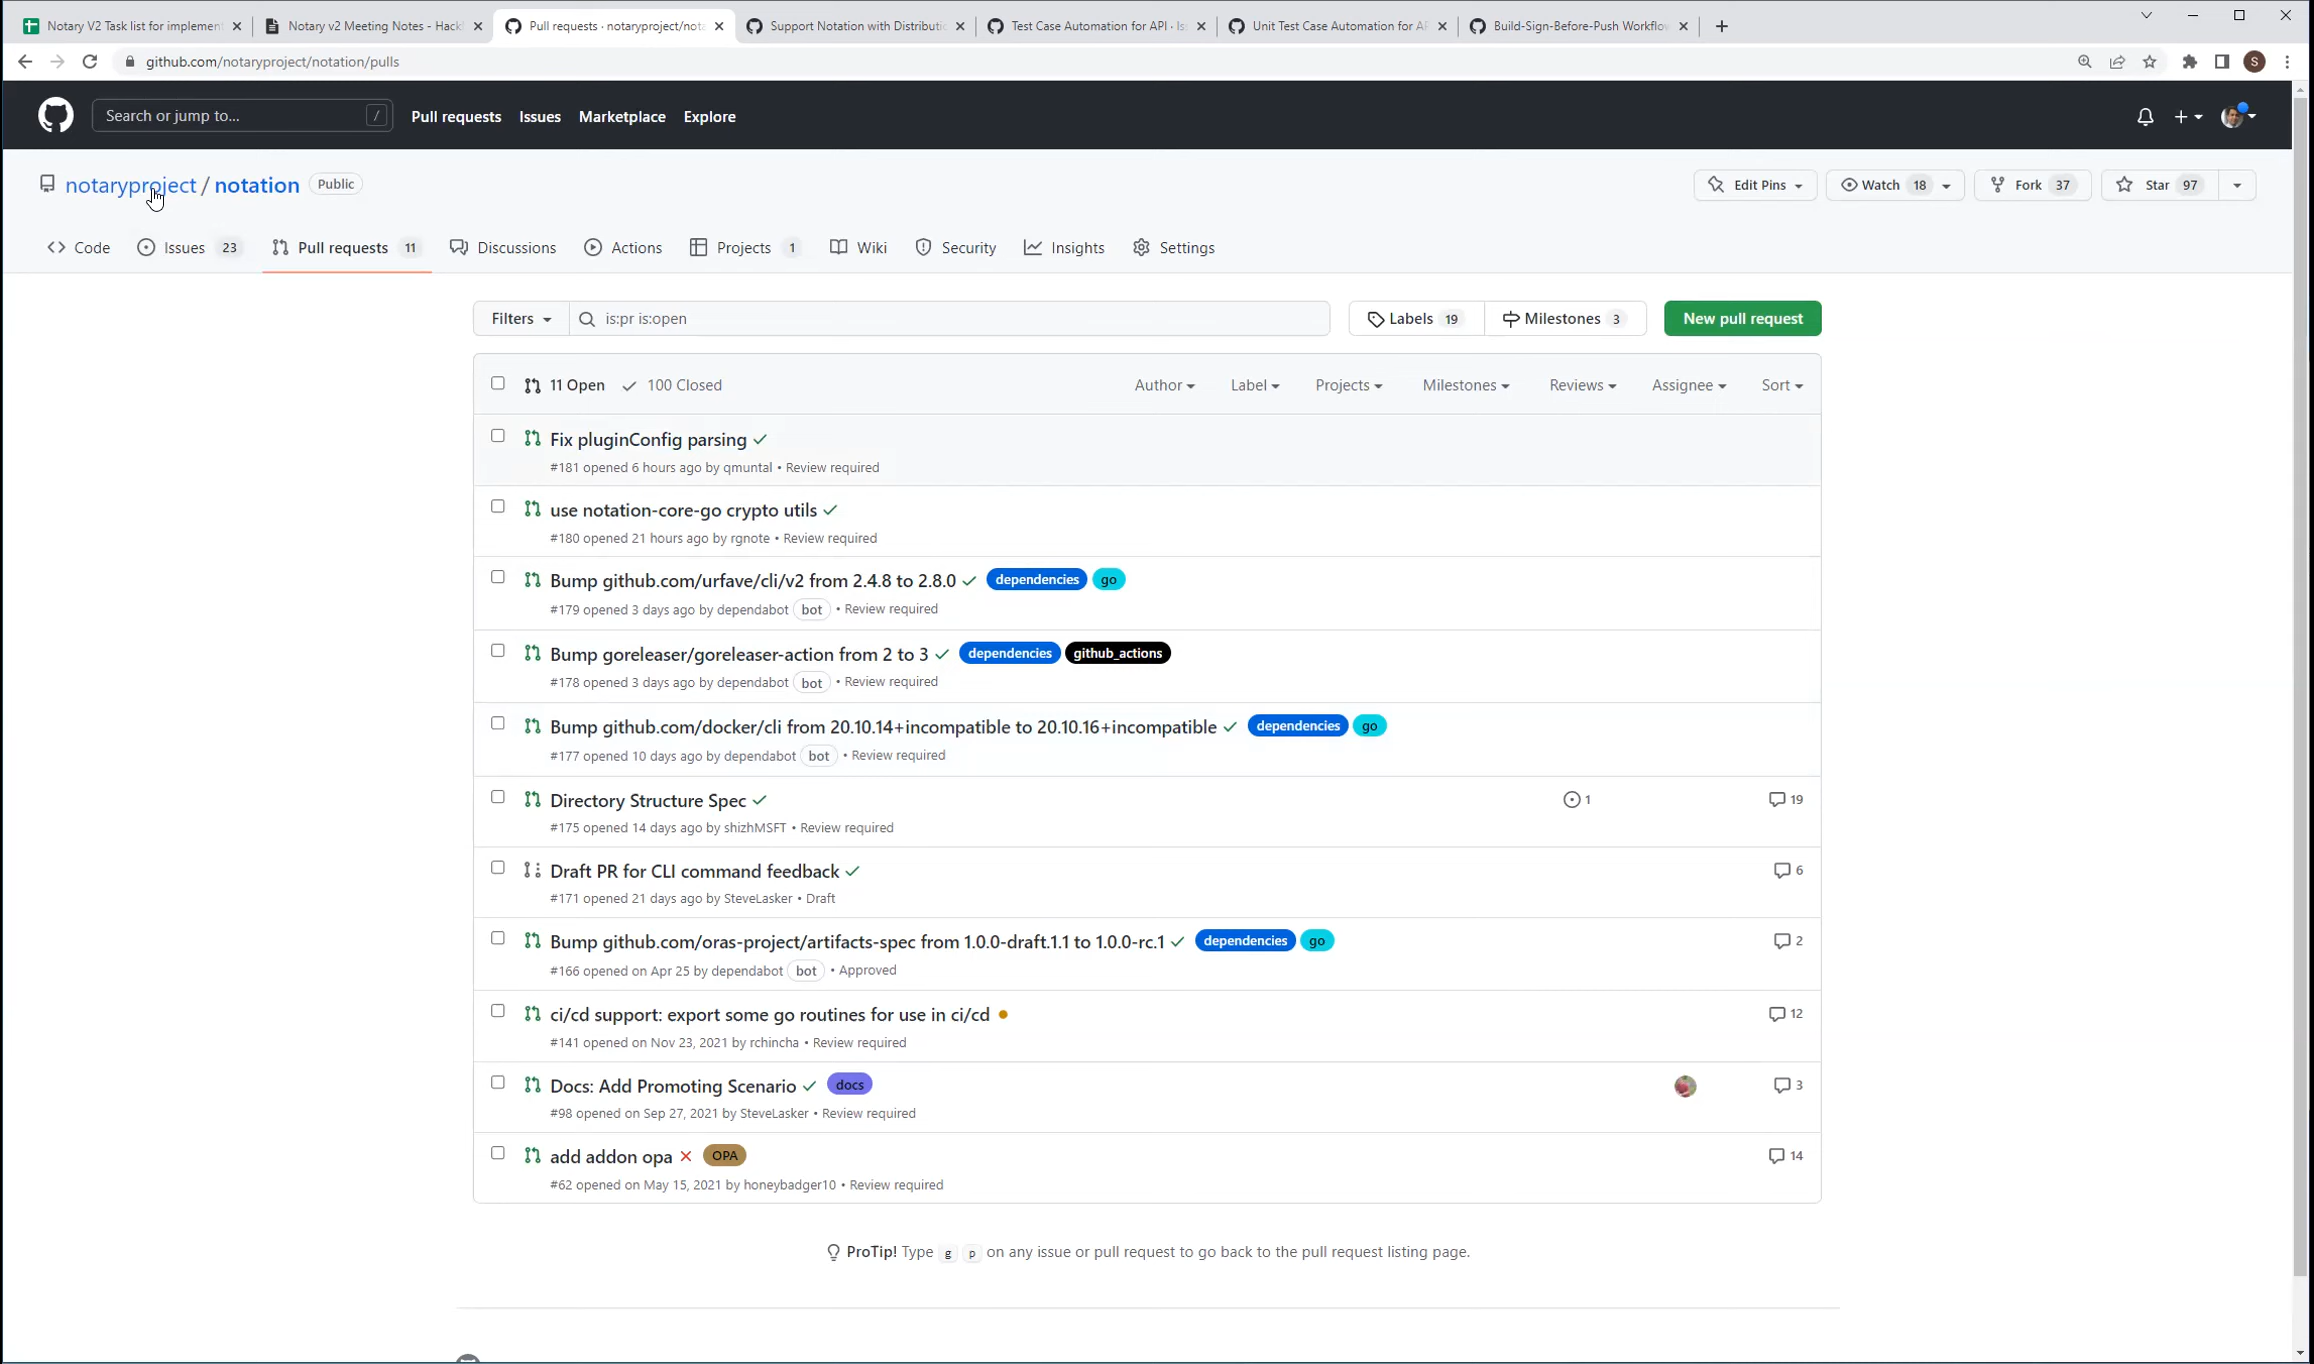 Notary V2 Task list for implement
Notary v2 Meeting Notes - Hack
Pull requests · notaryproject/nota
Support Notation with Distributi
Test Case Automation for API · Is
Unit Test Case Automation for A
Build-Sign-Before-Push Workflow
github.com/notaryproject/notation/pulls
S
Search or jump to... /
Pull requests Issues Marketplace Explore
notaryproject / notation Public
Edit Pins Watch 18 Fork 37 Star 97
Code Issues 23 Pull requests 11 Discussions Actions Projects 1 Wiki Security Insights Settings
Filters is:pr is:open Labels 19 Milestones 3 New pull request
11 Open 100 Closed Author Label Projects Milestones Reviews Assignee Sort
Fix pluginConfig parsing
#181 opened 6 hours ago by qmuntal • Review required
use notation-core-go crypto utils
#180 opened 21 hours ago by rgnote • Review required
Bump github.com/urfave/cli/v2 from 2.4.8 to 2.8.0 dependencies go
#179 opened 3 days ago by dependabot bot • Review required
Bump goreleaser/goreleaser-action from 2 to 3 dependencies github_actions
#178 opened 3 days ago by dependabot bot • Review required
Bump github.com/docker/cli from 20.10.14+incompatible to 20.10.16+incompatible dependencies go
#177 opened 10 days ago by dependabot bot • Review required
Directory Structure Spec 1 19
#175 opened 14 days ago by shizhMSFT • Review required
Draft PR for CLI command feedback 6
#171 opened 21 days ago by SteveLasker • Draft
Bump github.com/oras-project/artifacts-spec from 1.0.0-draft.1.1 to 1.0.0-rc.1 dependencies go 2
#166 opened on Apr 25 by dependabot bot • Approved
ci/cd support: export some go routines for use in ci/cd 12
#141 opened on Nov 23, 2021 by rchincha • Review required
Docs: Add Promoting Scenario docs 3
#98 opened on Sep 27, 2021 by SteveLasker • Review required
add addon opa OPA 14
#62 opened on May 15, 2021 by honeybadger10 • Review required
ProTip! Type g p on any issue or pull request to go back to the pull request listing page.